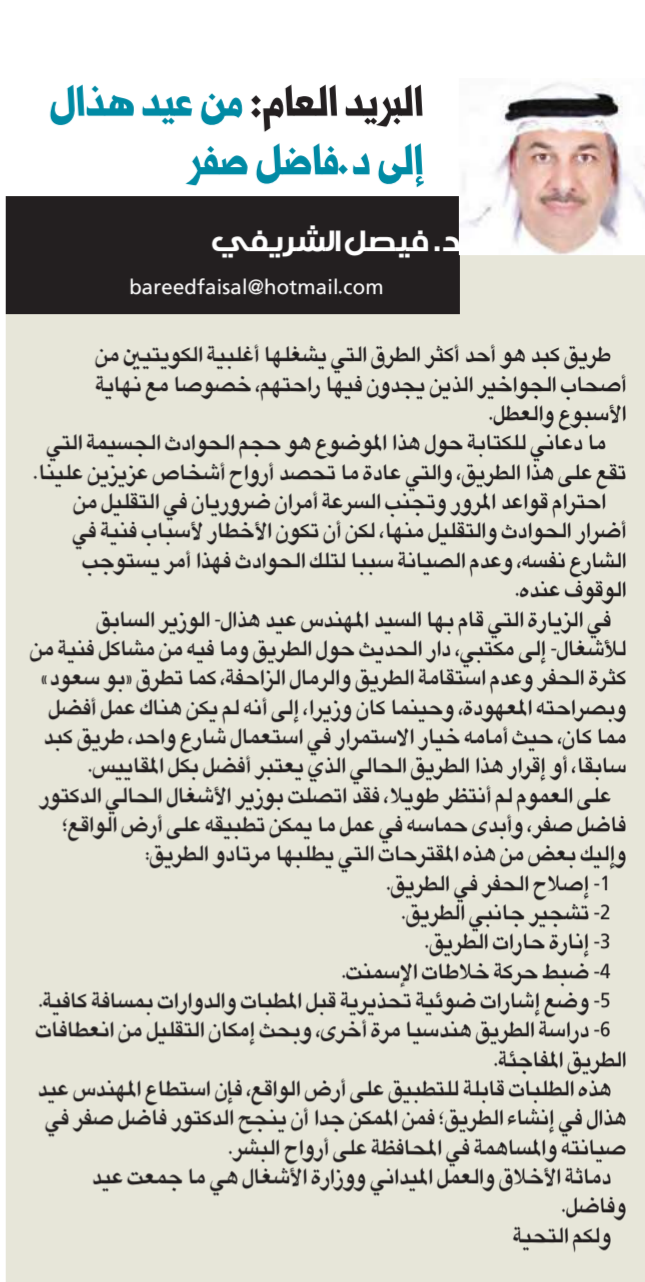 البريد العام: من عيد هذال
إلى د.فاضل صفر
د. فيصل الشريفي
bareedfaisal@hotmail.com
طريق كبد هو أحد أكثر الطرق التي يشغلها أغلبية الكويتيين من
أصحاب الجواخير الذين يجدون فيها راحتهم، خصوصا مع نهاية
الأسبوع والعطل.
ما دعاني للكتابة حول هذا الموضوع هو حجم الحوادث الجسيمة التي
تقع على هذا الطريق، والتي عادة ما تحصد أرواح أشخاص عزيزين علينا.
احترام قواعد المرور وتجنب السرعة أمران ضروريان في التقليل من
أضرار الحوادث والتقليل منها، لكن أن تكون الأخطار لأسباب فنية في
الشارع نفسه، وعدم الصيانة سببا لتلك الحوادث فهذا أمر يستوجب
الوقوف عنده.
في الزيارة التي قام بها السيد المهندس عيد هذال- الوزير السابق
للأشغال- إلى مكتبي، دار الحديث حول الطريق وما فيه من مشاكل فنية من
كثرة الحفر وعدم استقامة الطريق والرمال الزاحفة، كما تطرق «بو سعود»
وبصراحته المعهودة، وحينما كان وزيرا، إلى أنه لم يكن هناك عمل أفضل
مما كان، حيث أمامه خيار الاستمرار في استعمال شارع واحد، طريق كبد
سابقا، أو إقرار هذا الطريق الحالي الذي يعتبر أفضل بكل المقاييس.
على العموم لم أنتظر طويلا، فقد اتصلت بوزير الأشغال الحالي الدكتور
فاضل صفر، وأبدى حماسه في عمل ما يمكن تطبيقه على أرض الواقع؛
وإليك بعض من هذه المقترحات التي يطلبها مرتادو الطريق:
1- إصلاح الحفر في الطريق.
2- تشجير جانبي الطريق.
3- إنارة حارات الطريق.
4- ضبط حركة خلاطات الإسمنت.
5- وضع إشارات ضوئية تحذيرية قبل المطبات والدوارات بمسافة كافية.
6- دراسة الطريق هندسيا مرة أخرى، وبحث إمكان التقليل من انعطافات
الطريق المفاجئة.
هذه الطلبات قابلة للتطبيق على أرض الواقع، فإن استطاع المهندس عيد
هذال في إنشاء الطريق؛ فمن الممكن جدا أن ينجح الدكتور فاضل صفر في
صيانته والمساهمة في المحافظة على أرواح البشر.
دماثة الأخلاق والعمل الميداني ووزارة الأشغال هي ما جمعت عيد
وفاضل.
ولكم التحية